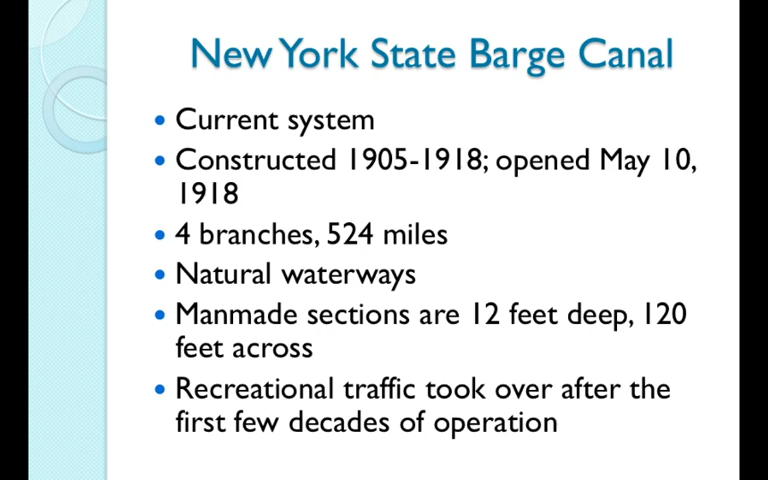 New York State Barge Canal
• Current system
• Constructed 1905-1918; opened May 10,
1918
• 4 branches, 524 miles
• Natural waterways
• Manmade sections are 12 feet deep, 120
feet across
• Recreational traffic took over after the
first few decades of operation